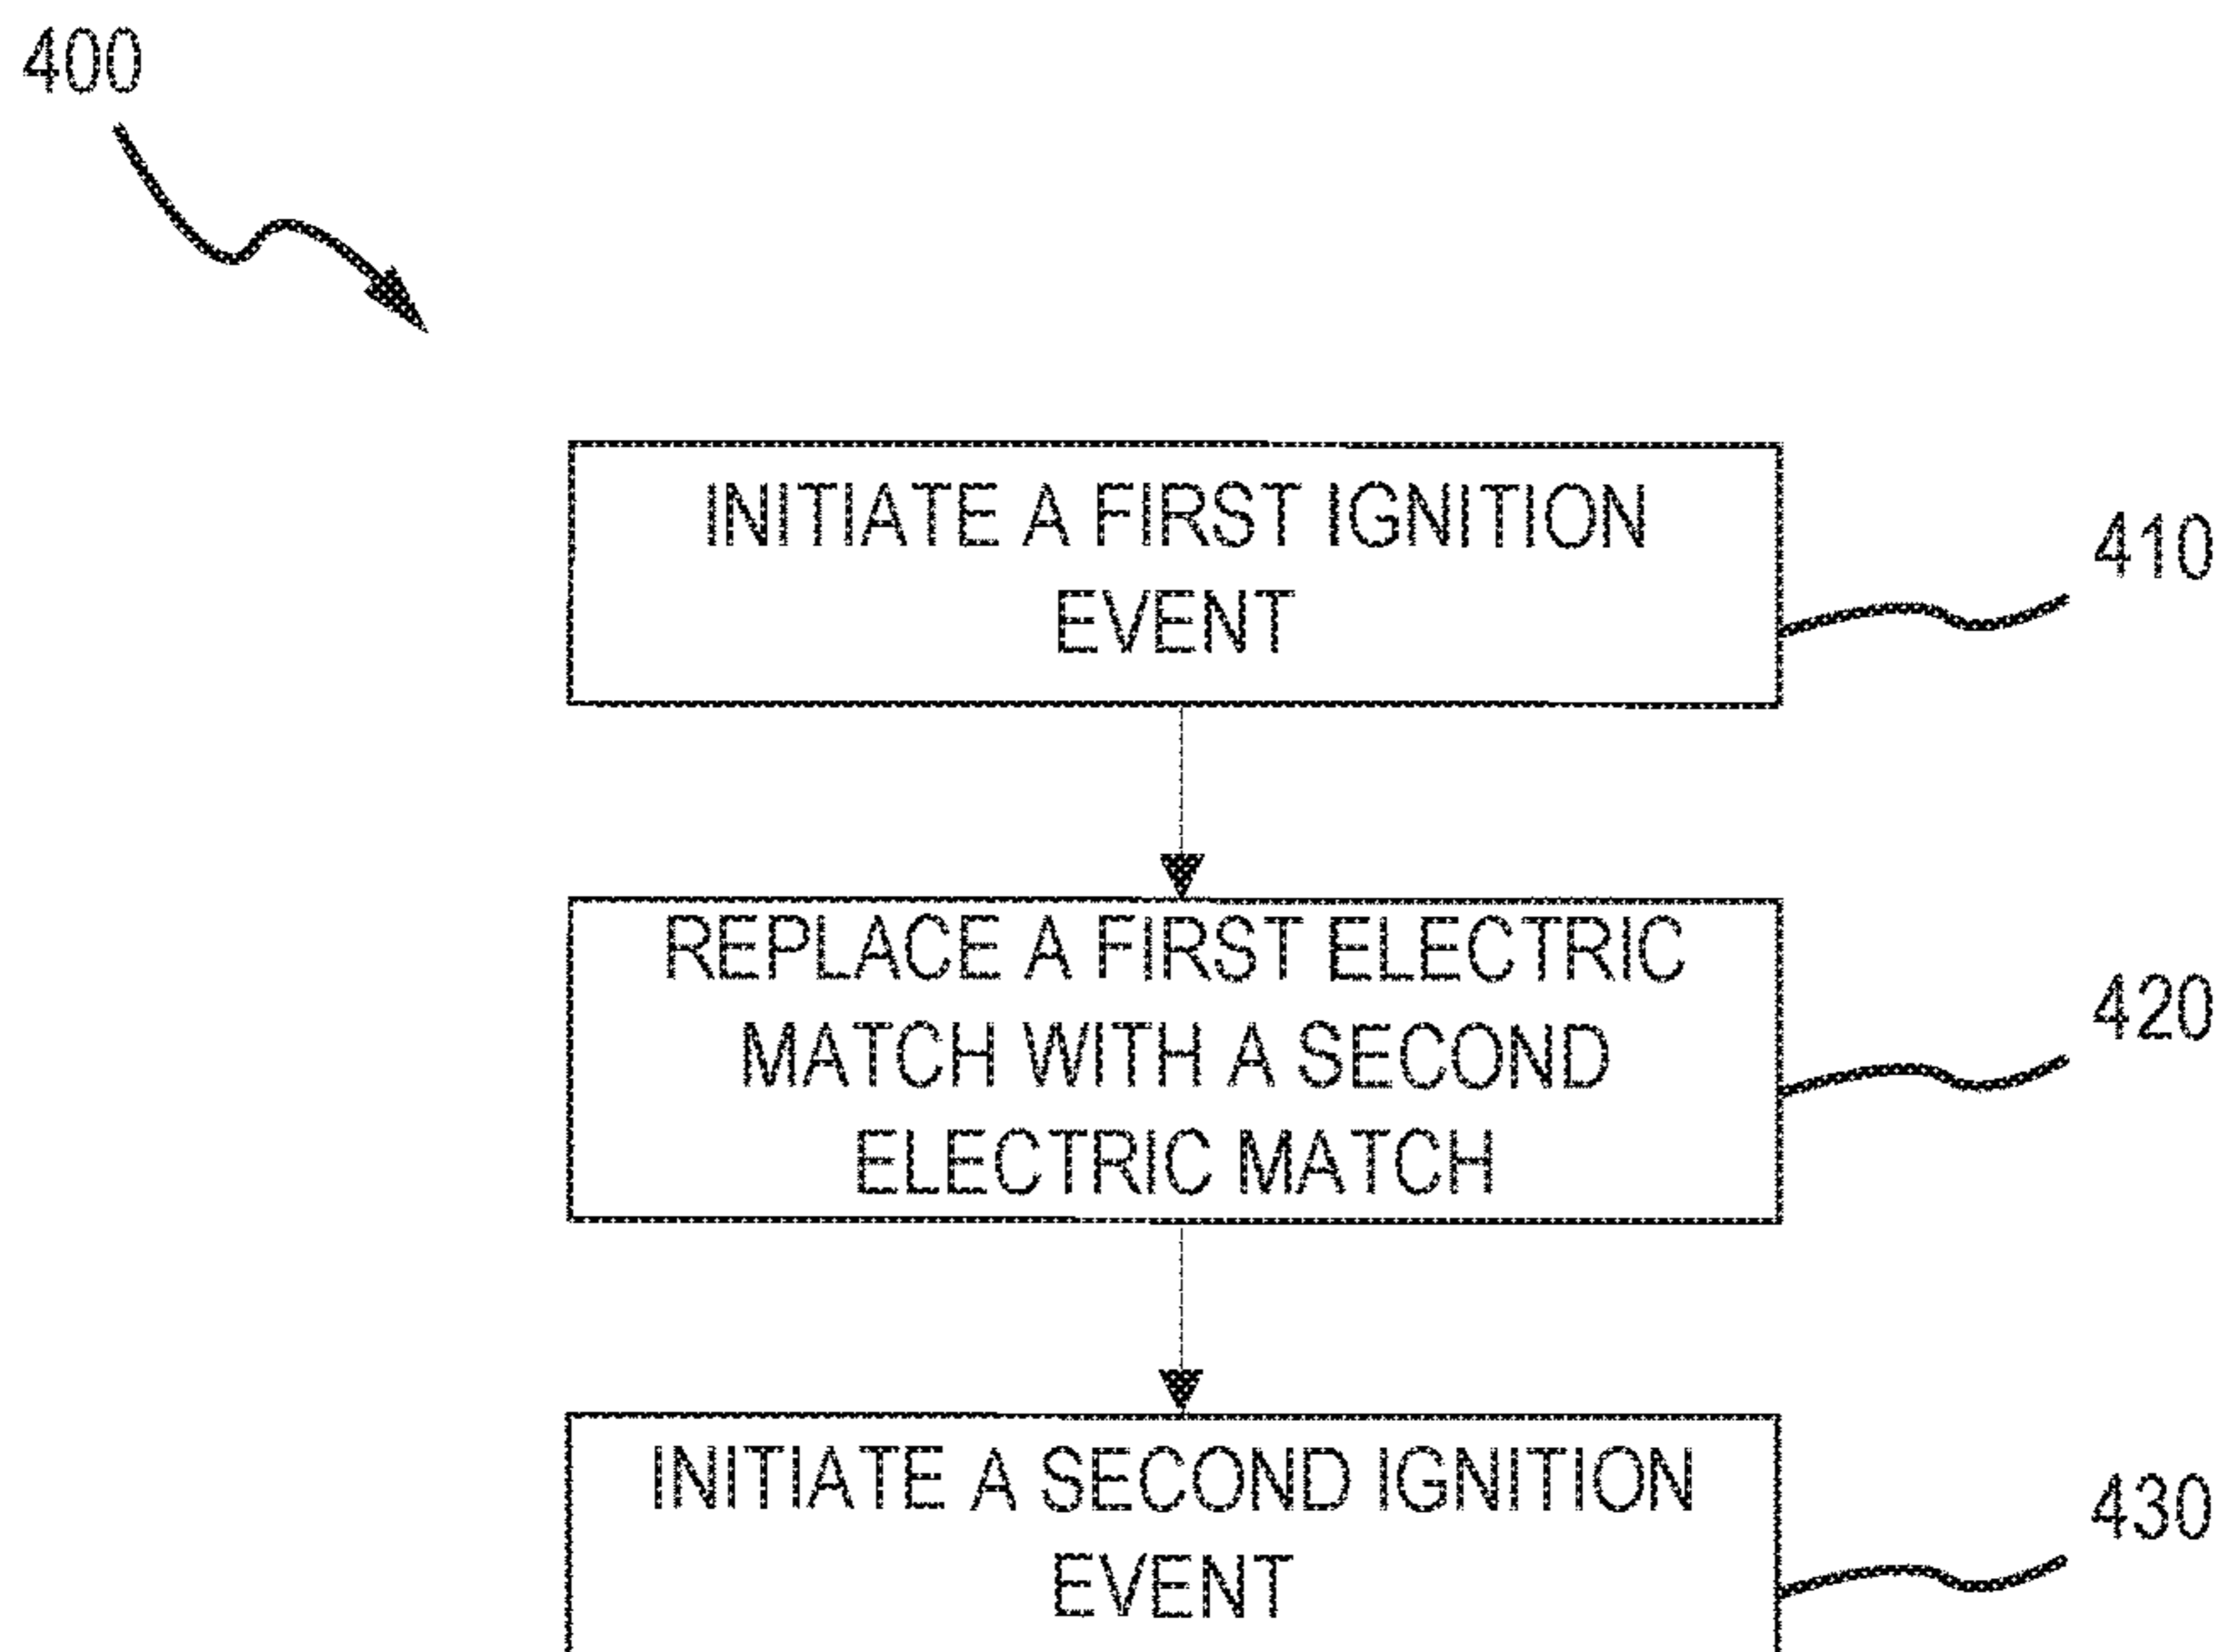 400
INITIATE A FIRST IGNITION
EVENT
410
REPLACE A FIRST ELECTRIC
MATCH WITH A SECOND
ELECTRIC MATCH
420
INITIATE A SECOND IGNITION
EVENT
430